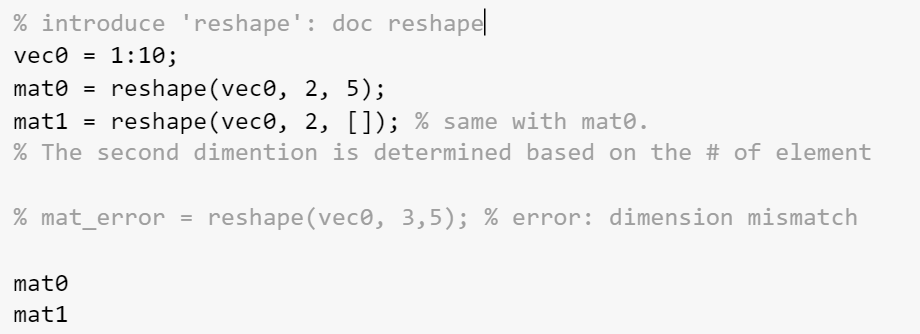 % introduce 'reshape': doc reshape
vec0 = 1:10;
mat0 = reshape(vec0, 2, 5);
mat1 = reshape(vec0, 2, []); % same with mat0.
% The second dimention is determined based on the # of element
% mat_error = reshape(vec0, 3,5); % error: dimension mismatch
mat0
mat1